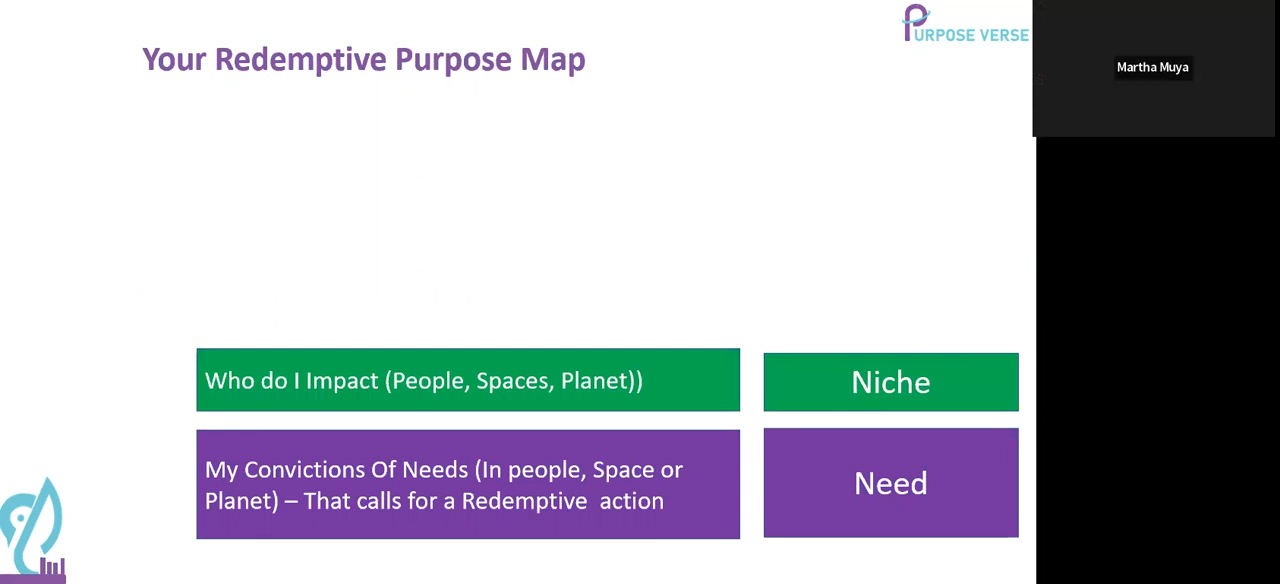 PURPOSE VERSE
Martha Muya
Your Redemptive Purpose Map
Who do I Impact (People, Spaces, Planet))
Niche
My Convictions Of Needs (In people, Space or
Planet) – That calls for a Redemptive action
Need